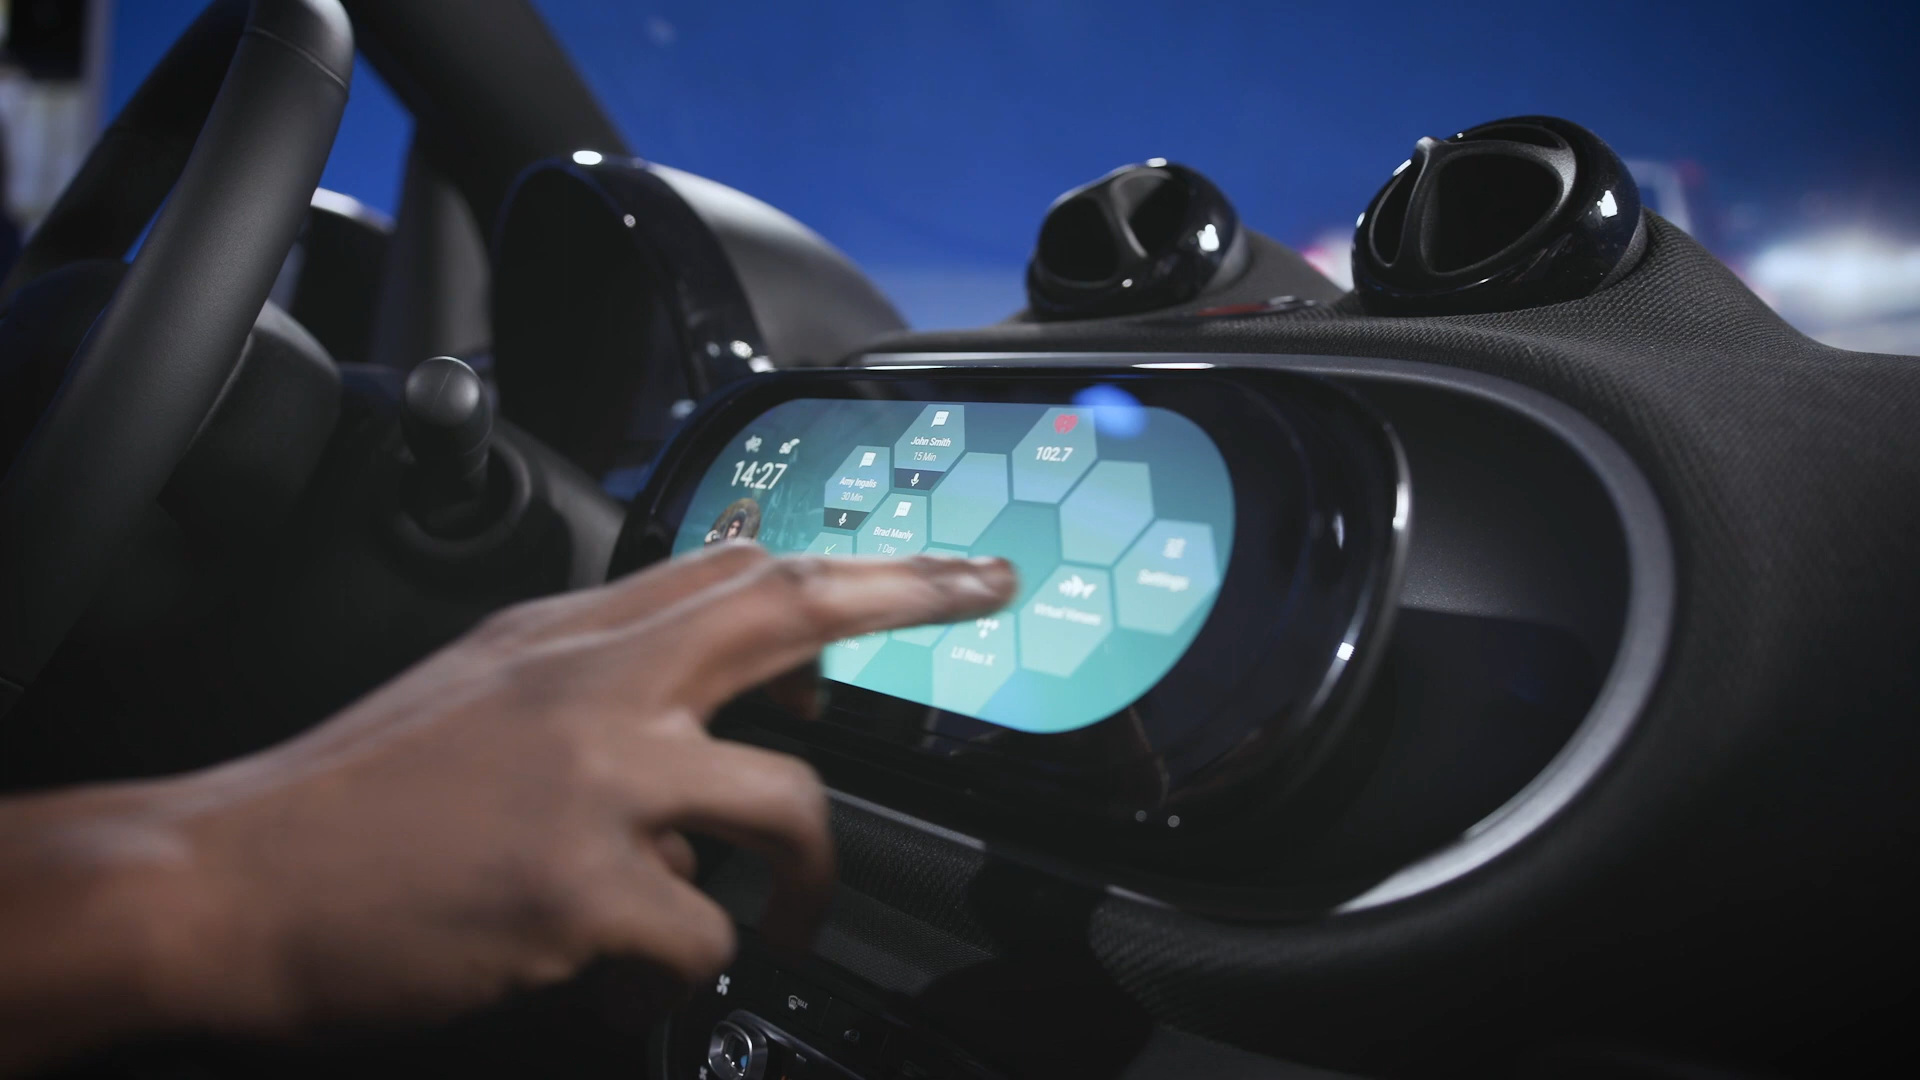 14:27
John Smith
15 Min
Amy Ingalls
30 Min
Brad Manly
1 Day
102.7
Settings
Virtual Venues
Lil Nas X
Min